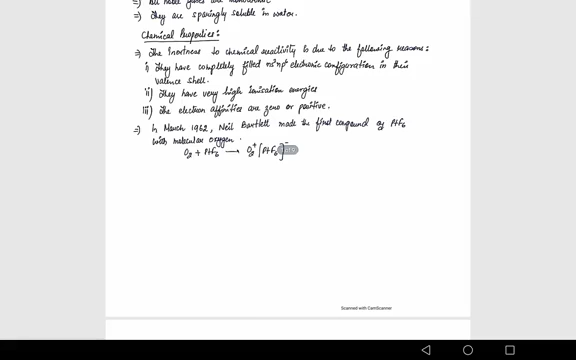 =) All noble gases are monoatomic
=) They are sparingly soluble in water.
Chemical Properties:
=) The inertness to chemical reactivity is due to the following reasons:
i) They have completely filled ns²np⁶ electronic configuration in their
valence shell.
ii) They have very high ionisation energies
iii) The electron affinities are zero or positive.
=) In March 1962, Neil Bartlett made the first compound of PtF₆
with molecular oxygen.
O₂ + PtF₆ ⟶ O₂⁺ [PtF₆]⁻
Scanned with CamScanner